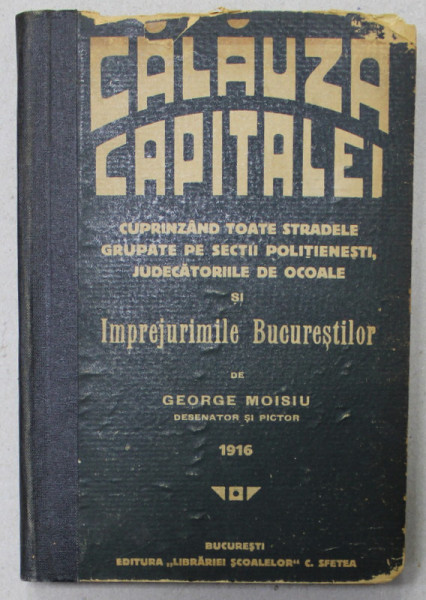 CĂLĂUZA
CAPITALEI
CUPRINZÂND TOATE STRADELE
GRUPATE PE SECTII POLIŢIENEŞTI,
JUDECĂTORIILE DE OCOALE
ŞI
Imprejurimile Bucureştilor
DE
GEORGE MOISIU
DESENATOR ŞI PICTOR
1916
BUCUREŞTI
EDITURA „LIBRĂRIEI ŞCOALELOR" C. SFETEA